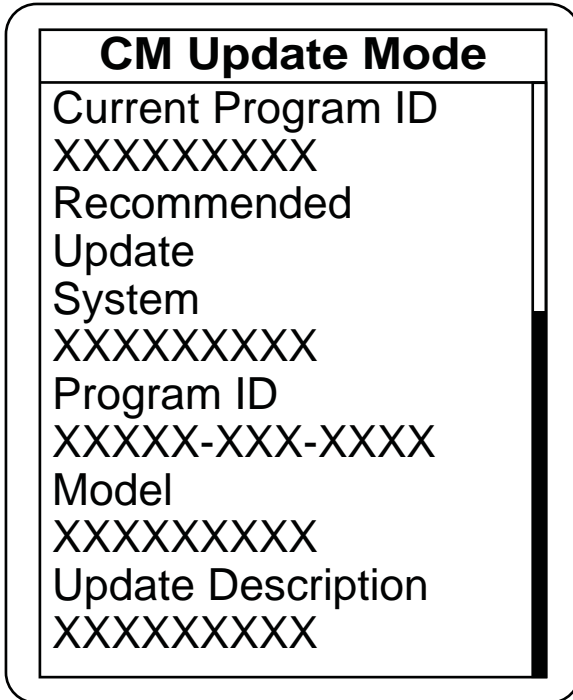 CM Update Mode
Current Program ID
XXXXXXXXX
Recommended
Update
System
XXXXXXXXX
Program ID
XXXXX-XXX-XXXX
Model
XXXXXXXXX
Update Description
XXXXXXXXX